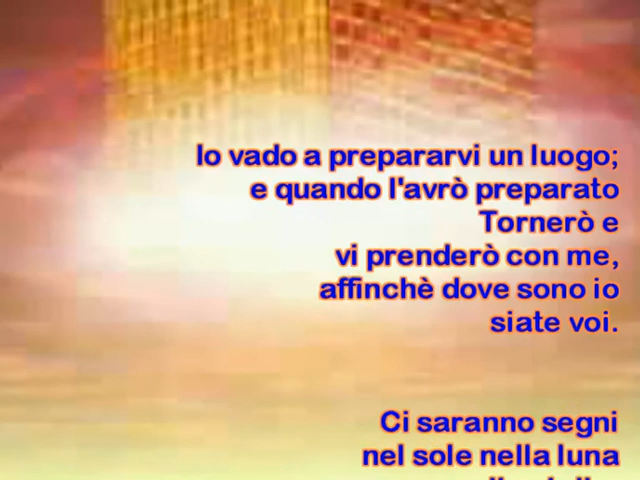 Io vado a prepararvi un luogo;
e quando l'avrò preparato
Tornerò e
vi prenderò con me,
affinchè dove sono io
siate voi.
Ci saranno segni
nel sole nella luna